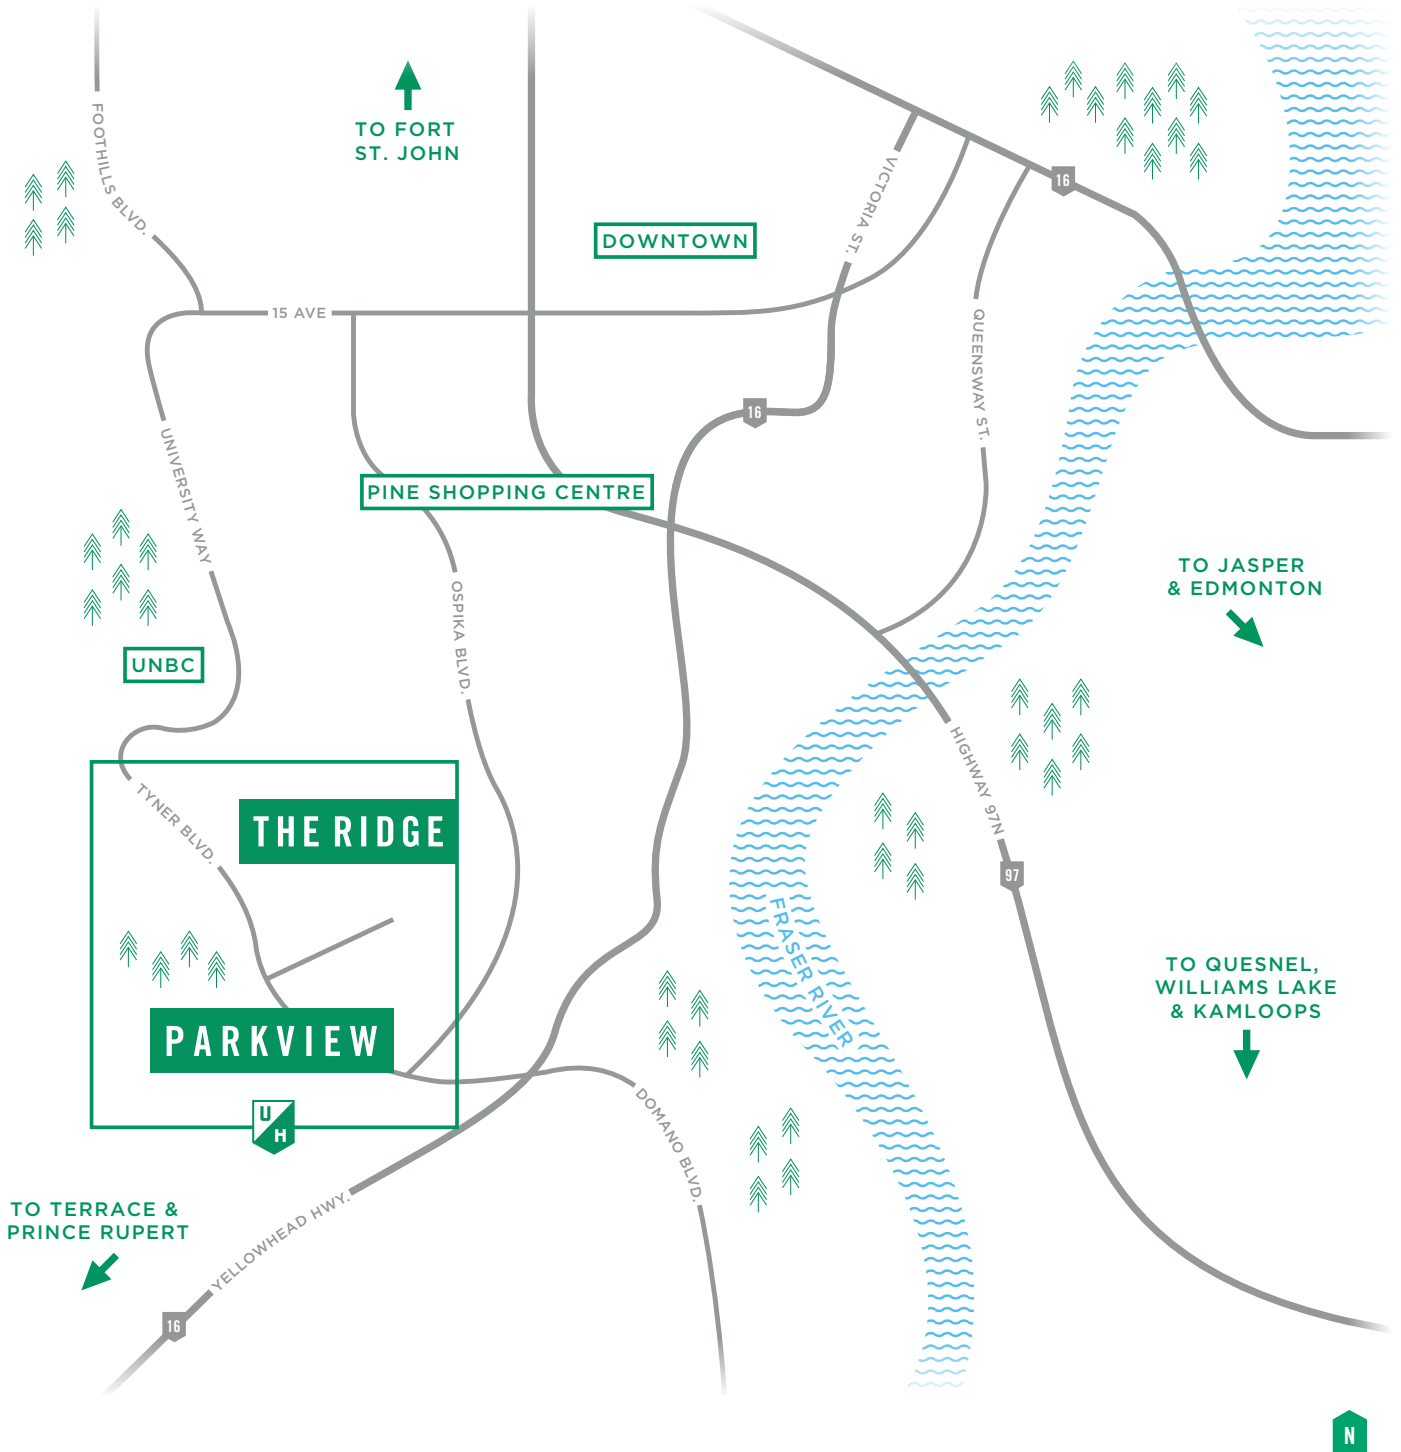 FOOTHILLS BLVD.
TO FORT
ST. JOHN
VICTORIA ST.
16
DOWNTOWN
15 AVE
QUEENSWAY ST.
16
UNIVERSITY WAY
PINE SHOPPING CENTRE
OSPIKA BLVD.
TO JASPER
& EDMONTON
UNBC
HIGHWAY 97N
TYNER BLVD.
THE RIDGE
97
FRASER RIVER
TO QUESNEL,
WILLIAMS LAKE
& KAMLOOPS
PARKVIEW
U
H
DOMANO BLVD.
TO TERRACE &
PRINCE RUPERT
YELLOWHEAD HWY.
16
N